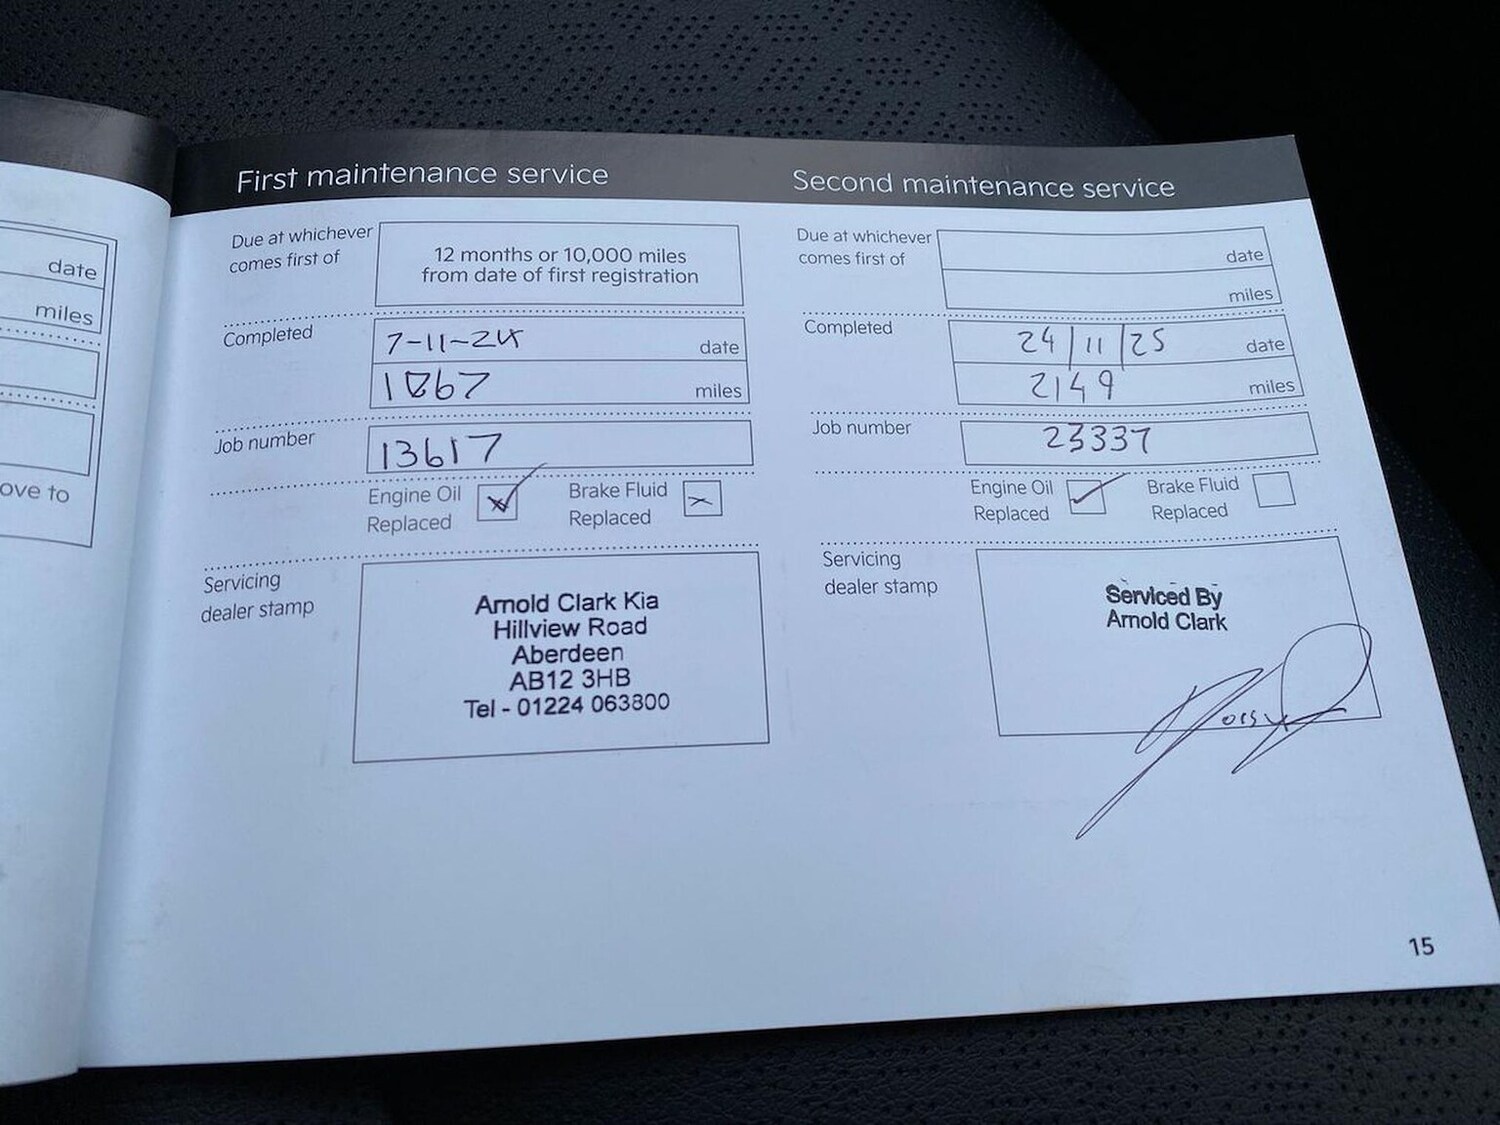 date
miles
ove to
First maintenance service
Due at whichever
comes first of
12 months or 10,000 miles
from date of first registration
Completed
7-11-24 date
1867 miles
Job number
13617
Engine Oil
Replaced
Brake Fluid
Replaced
Servicing
dealer stamp
Arnold Clark Kia
Hillview Road
Aberdeen
AB12 3HB
Tel - 01224 063800
Second maintenance service
Due at whichever
comes first of
date
miles
Completed
24/11/25 date
2149 miles
Job number
23337
Engine Oil
Replaced
Brake Fluid
Replaced
Servicing
dealer stamp
Serviced By
Arnold Clark
15